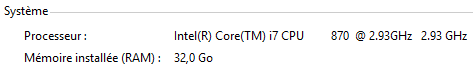 Système
Processeur : Intel(R) Core(TM) i7 CPU 870 @ 2.93GHz 2.93 GHz
Mémoire installée (RAM) : 32,0 Go